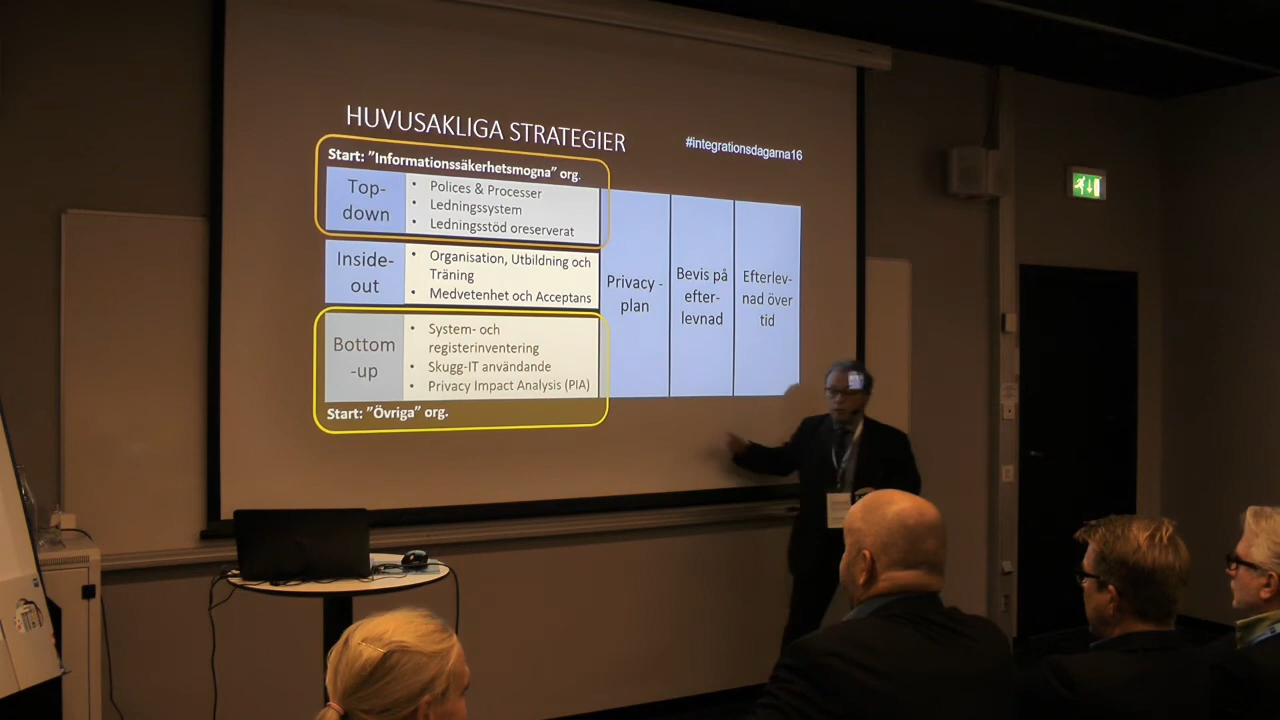 HUVUSAKLIGA STRATEGIER
#integrationsdagarna16
Start: ”Informationssäkerhetsmogna” org.
Top-
down
• Polices & Processer
• Ledningssystem
• Ledningsstöd oreserverat
Inside-
out
• Organisation, Utbildning och
Träning
• Medvetenhet och Acceptans
Bottom
-up
• System- och
registerinventering
• Skugg-IT användande
• Privacy Impact Analysis (PIA)
Start: ”Övriga” org.
Privacy -
plan
Bevis på
efter-
levnad
Efterlev-
nad över
tid